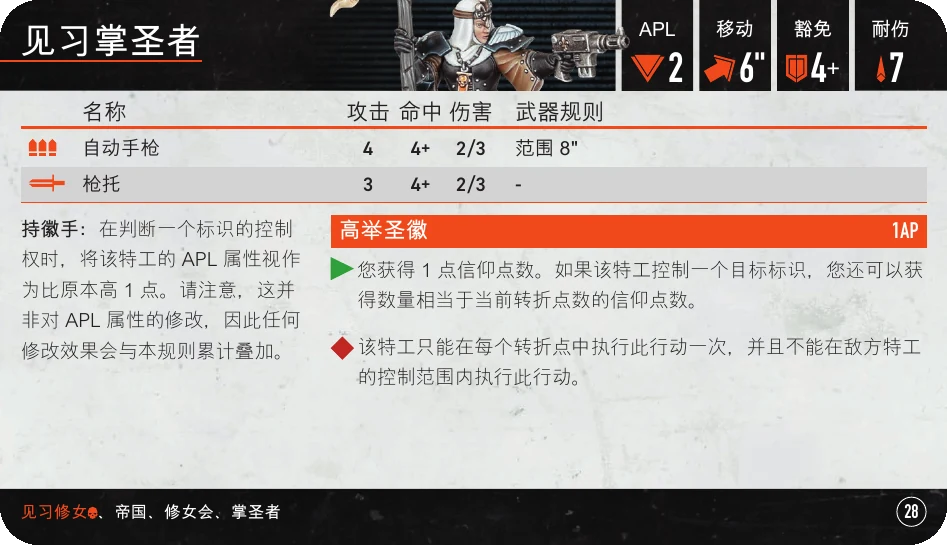 见习掌圣者
APL 移动 豁免 耐伤
2 6" 4+ 7
名称 攻击 命中 伤害 武器规则
自动手枪 4 4+ 2/3 范围 8"
枪托 3 4+ 2/3 -
持徽手：在判断一个标识的控制
权时，将该特工的 APL 属性视作
为比原本高 1 点。请注意，这并
非对 APL 属性的修改，因此任何
修改效果会与本规则累计叠加。
高举圣徽 1AP
您获得 1 点信仰点数。如果该特工控制一个目标标识，您还可以获
得数量相当于当前转折点数的信仰点数。
该特工只能在每个转折点中执行此行动一次，并且不能在敌方特工
的控制范围内执行此行动。
见习修女、帝国、修女会、掌圣者
28